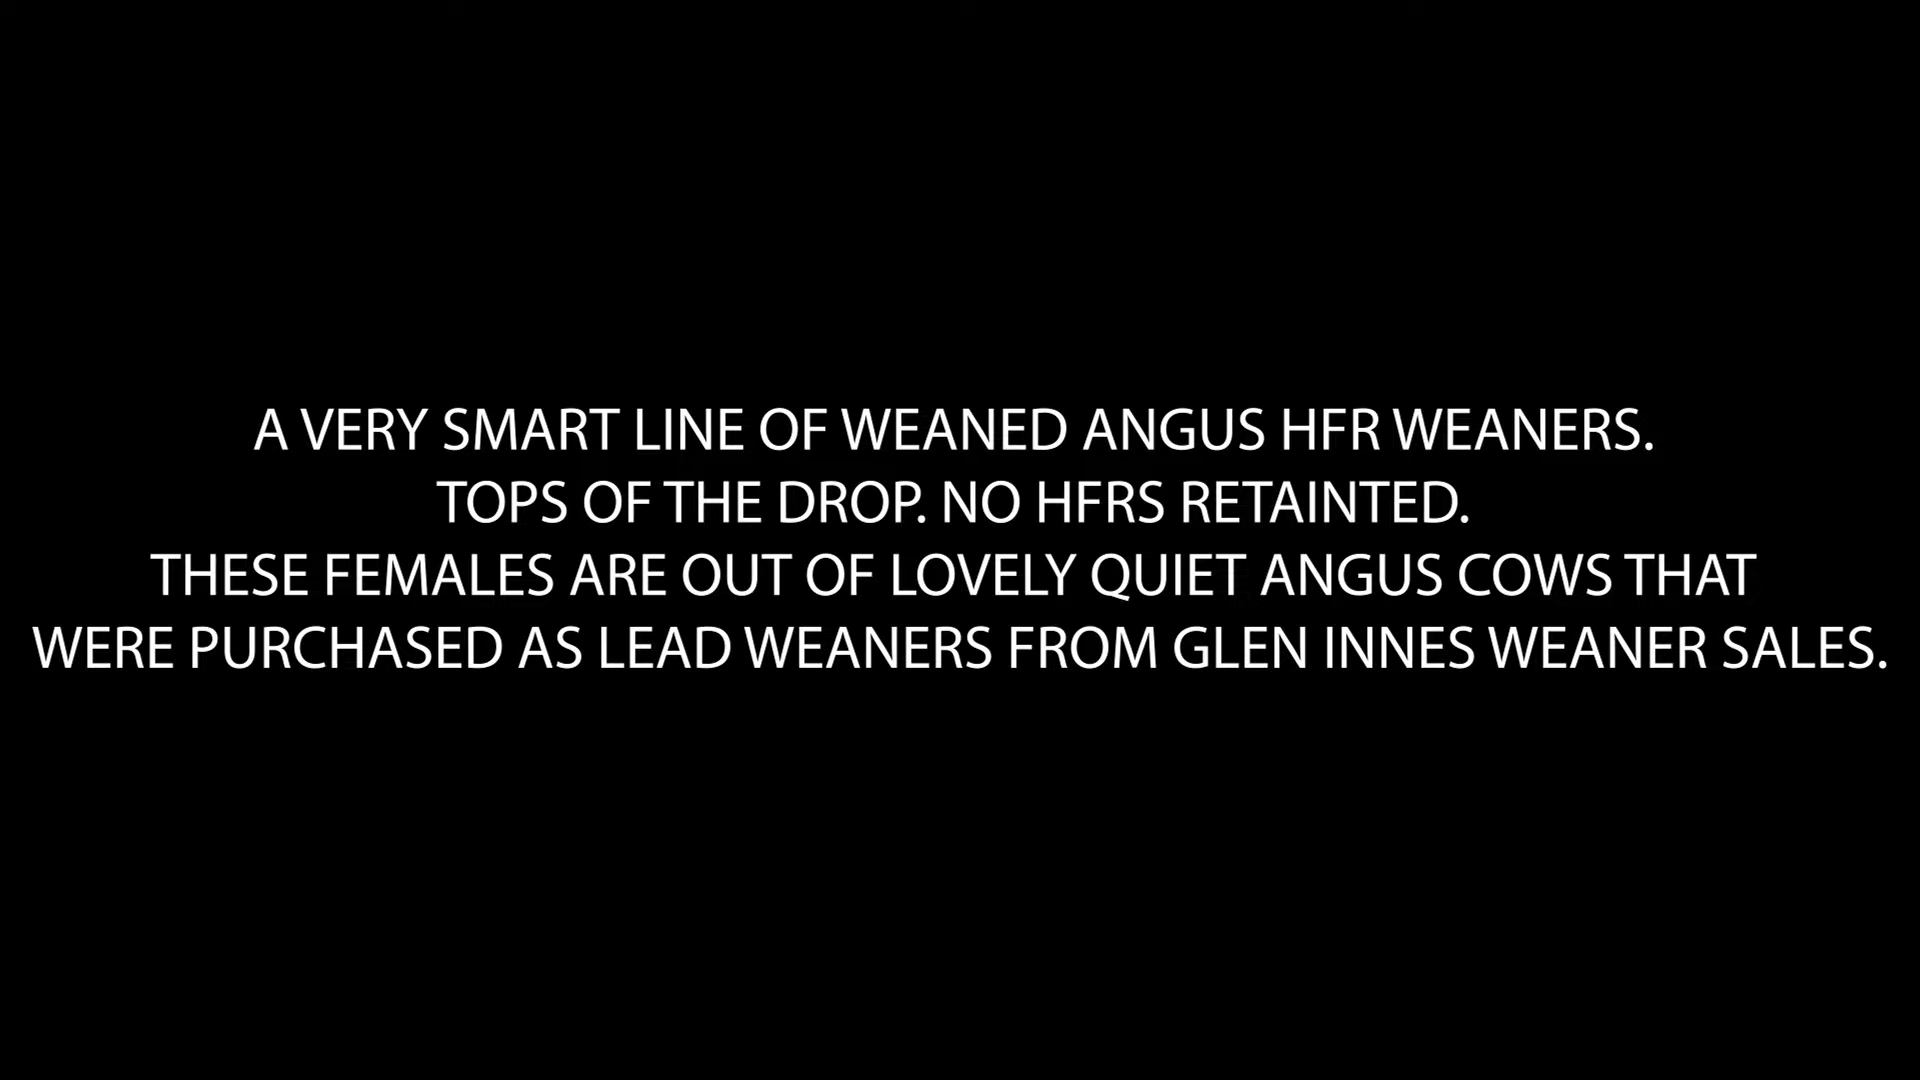 A VERY SMART LINE OF WEANED ANGUS HFR WEANERS.
TOPS OF THE DROP. NO HFRS RETAINTED.
THESE FEMALES ARE OUT OF LOVELY QUIET ANGUS COWS THAT
WERE PURCHASED AS LEAD WEANERS FROM GLEN INNES WEANER SALES.